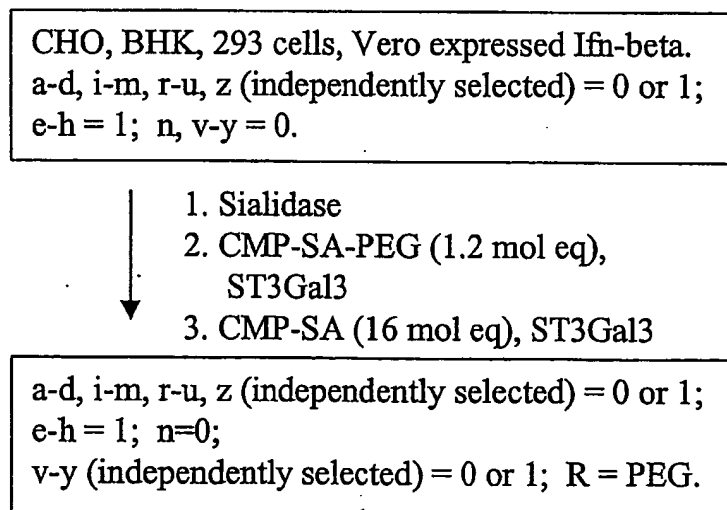 CHO, BHK, 293 cells, Vero expressed Ifn-beta.
a-d, i-m, r-u, z (independently selected) = 0 or 1;
e-h = 1; n, v-y = 0.
1. Sialidase
2. CMP-SA-PEG (1.2 mol eq),
ST3Gal3
3. CMP-SA (16 mol eq), ST3Gal3
a-d, i-m, r-u, z (independently selected) = 0 or 1;
e-h = 1; n=0;
v-y (independently selected) = 0 or 1; R = PEG.